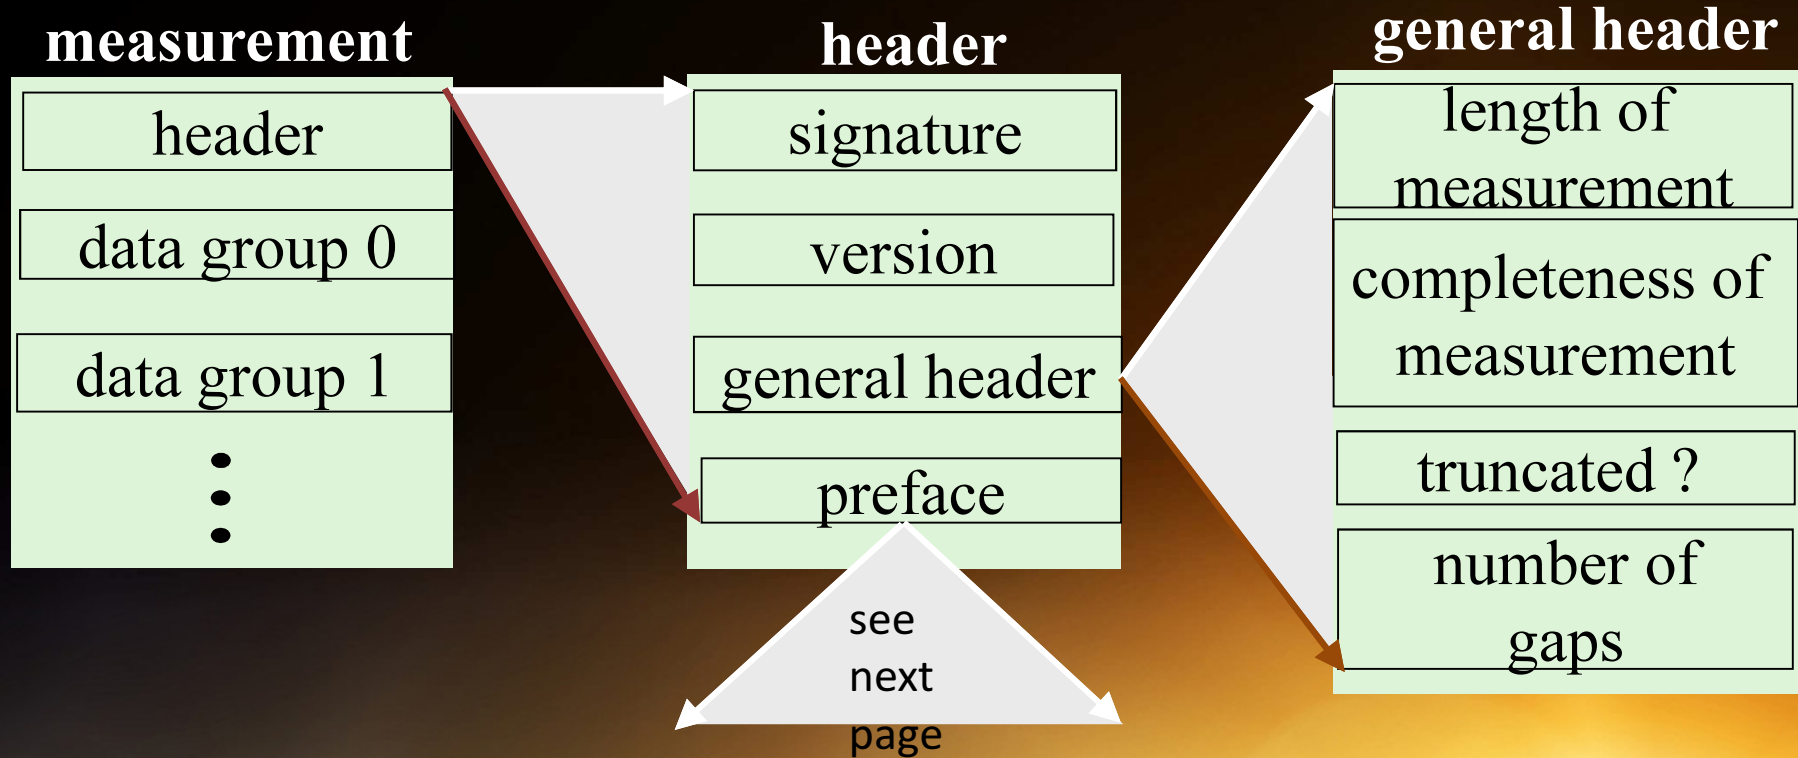 measurement
header
data group 0
data group 1
header
signature
version
general header
preface
see
next
page
general header
length of
measurement
completeness of
measurement
truncated ?
number of
gaps